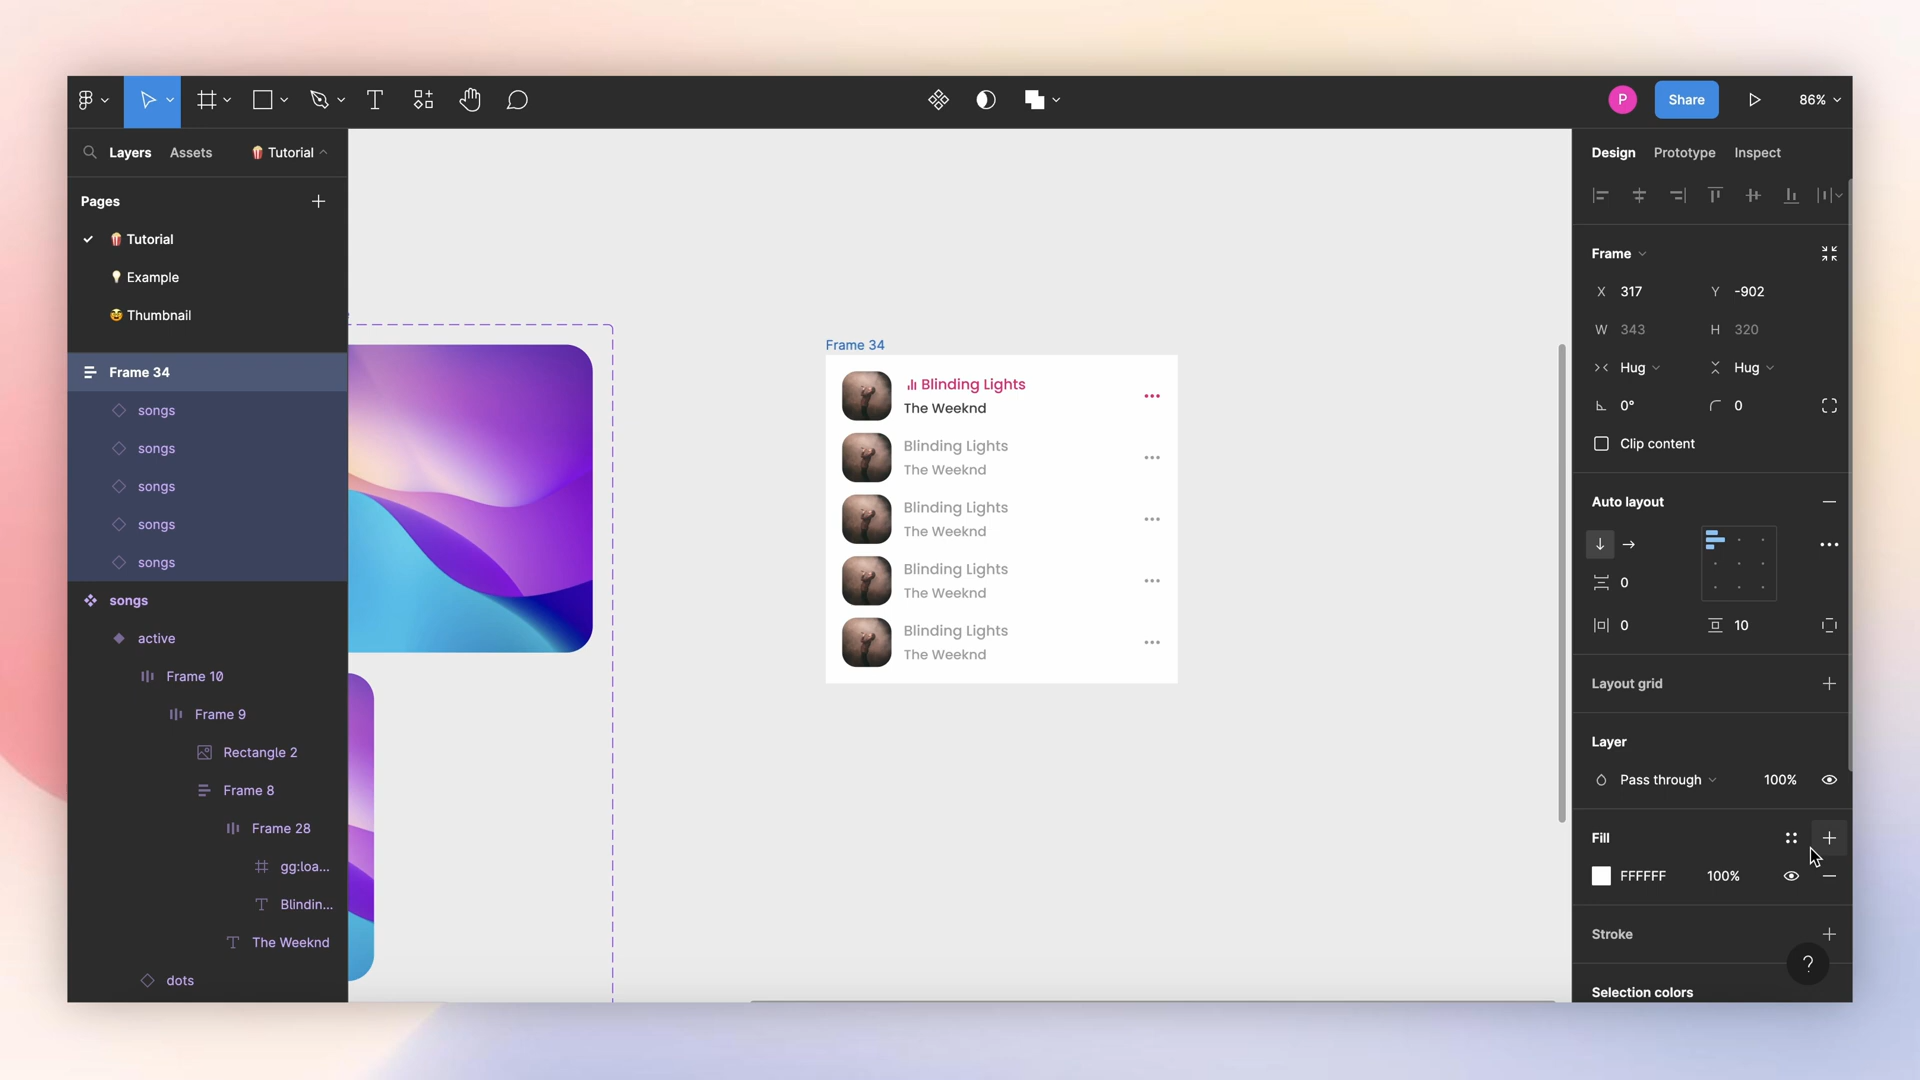 P
Share
86%
Layers
Assets
Tutorial
Pages
Tutorial
Example
Thumbnail
Frame 34
songs
songs
songs
songs
songs
songs
active
Frame 10
Frame 9
Rectangle 2
Frame 8
Frame 28
gg:loa...
Blindin...
The Weeknd
dots
Frame 34
Blinding Lights
The Weeknd
Blinding Lights
The Weeknd
Blinding Lights
The Weeknd
Blinding Lights
The Weeknd
Blinding Lights
The Weeknd
Design Prototype Inspect
Frame
X 317 Y -902
W 343 H 320
Hug Hug
0° 0
Clip content
Auto layout
0
0 10
Layout grid
Layer
Pass through 100%
Fill
FFFFFF 100%
Stroke
?
Selection colors